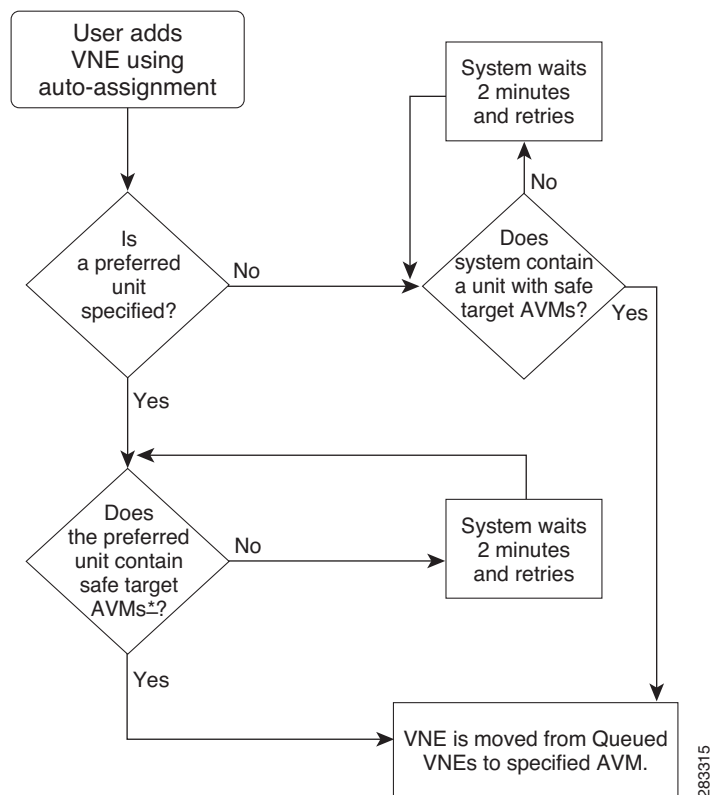 User adds
VNE using
auto-assignment
System waits
2 minutes
and retries
No
Is
a preferred
unit
specified?
No
Does
system contain
a unit with safe
target AVMs?
Yes
Yes
Does
the preferred
unit contain
safe target
AVMs*?
No
System waits
2 minutes
and retries
Yes
VNE is moved from Queued
VNEs to specified AVM.
283315